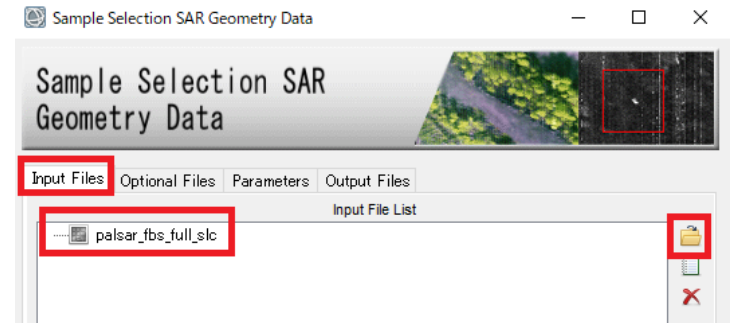 Sample Selection SAR Geometry Data
Sample Selection SAR
Geometry Data
Input Files Optional Files Parameters Output Files
Input File List
palsar_fbs_full_slc